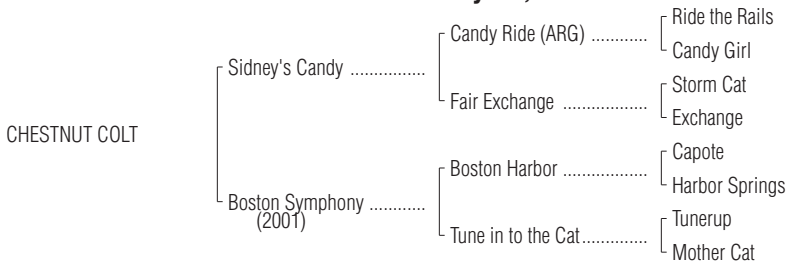 Ride the Rails
Candy Ride (ARG) ............
Candy Girl
Sidney's Candy ................
Storm Cat
Fair Exchange ..................
Exchange
CHESTNUT COLT
Capote
Boston Harbor ..................
Harbor Springs
Boston Symphony ............
(2001)
Tunerup
Tune in to the Cat..............
Mother Cat